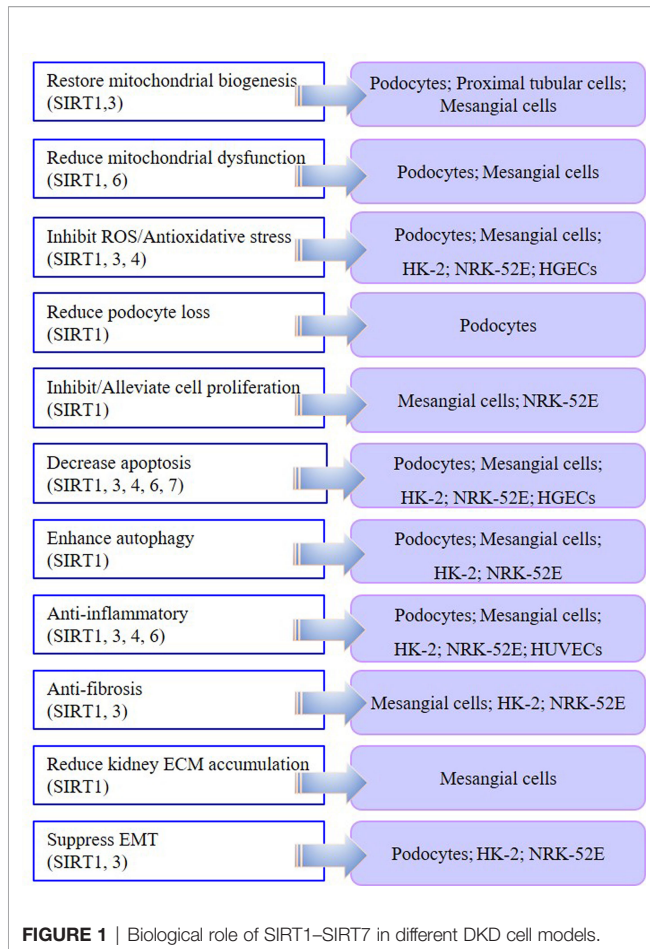 Restore mitochondrial biogenesis
(SIRT1,3)
Podocytes; Proximal tubular cells;
Mesangial cells
Reduce mitochondrial dysfunction
(SIRT1, 6)
Podocytes; Mesangial cells
Inhibit ROS/Antioxidative stress
(SIRT1, 3, 4)
Podocytes; Mesangial cells;
HK-2; NRK-52E; HGECs
Reduce podocyte loss
(SIRT1)
Podocytes
Inhibit/Alleviate cell proliferation
(SIRT1)
Mesangial cells; NRK-52E
Decrease apoptosis
(SIRT1, 3, 4, 6, 7)
Podocytes; Mesangial cells;
HK-2; NRK-52E; HGECs
Enhance autophagy
(SIRT1)
Podocytes; Mesangial cells;
HK-2; NRK-52E
Anti-inflammatory
(SIRT1, 3, 4, 6)
Podocytes; Mesangial cells;
HK-2; NRK-52E; HUVECs
Anti-fibrosis
(SIRT1, 3)
Mesangial cells; HK-2; NRK-52E
Reduce kidney ECM accumulation
(SIRT1)
Mesangial cells
Suppress EMT
(SIRT1, 3)
Podocytes; HK-2; NRK-52E
FIGURE 1 | Biological role of SIRT1–SIRT7 in different DKD cell models.